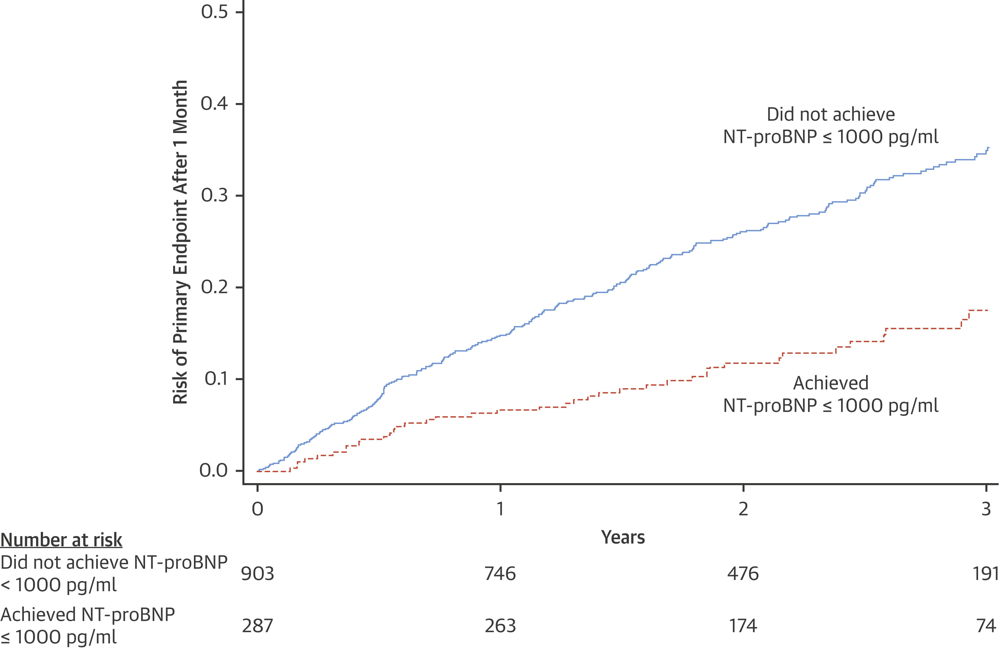 0.5
0.4
0.3
0.2
0.1
0.0
Risk of Primary Endpoint After 1 Month
Did not achieve
NT-proBNP ≤ 1000 pg/ml
Achieved
NT-proBNP ≤ 1000 pg/ml
0 1 2 3
Years
Number at risk
Did not achieve NT-proBNP
< 1000 pg/ml
903 746 476 191
Achieved NT-proBNP
≤ 1000 pg/ml
287 263 174 74